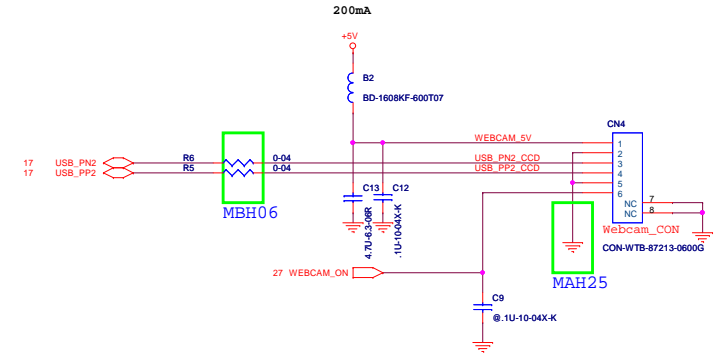 200mA
+5V
B2
BD-1608KF-600T07
CN4
WEBCAM_5V
1
2
17 USB_PN2 R6 0-04 USB_PN2_CCD 3
17 USB_PP2 R5 0-04 USB_PP2_CCD 4
5
6
C13 C12
NC 7
NC 8
MBH06
4.7U-6.3-06R
.1U-10-04X-K
Webcam_CON
CON-WTB-87213-0600G
27 WEBCAM_ON
MAH25
C9
@.1U-10-04X-K